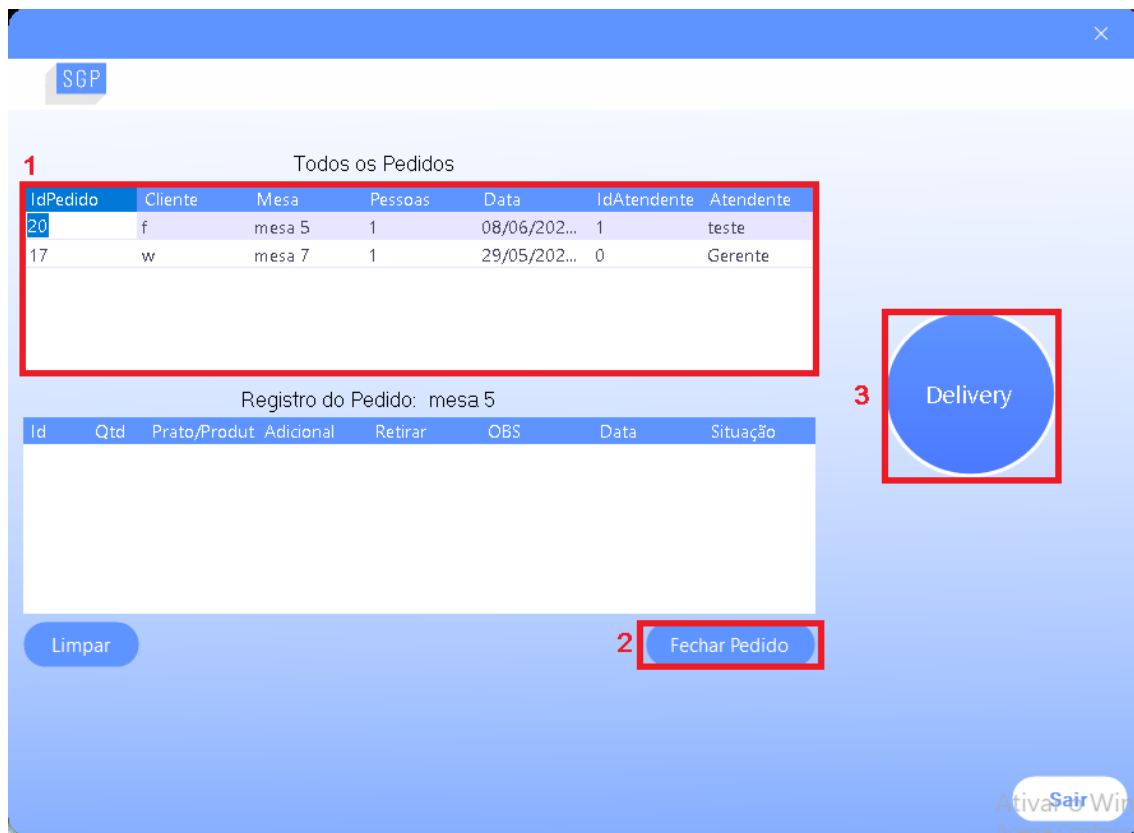 SGP
1
Todos os Pedidos
IdPedido Cliente Mesa Pessoas Data IdAtendente Atendente
20 f mesa 5 1 08/06/202... 1 teste
17 w mesa 7 1 29/05/202... 0 Gerente
3
Delivery
Registro do Pedido: mesa 5
Id Qtd Prato/Produt Adicional Retirar OBS Data Situação
Limpar
2
Fechar Pedido
Sair
Ativar o Win